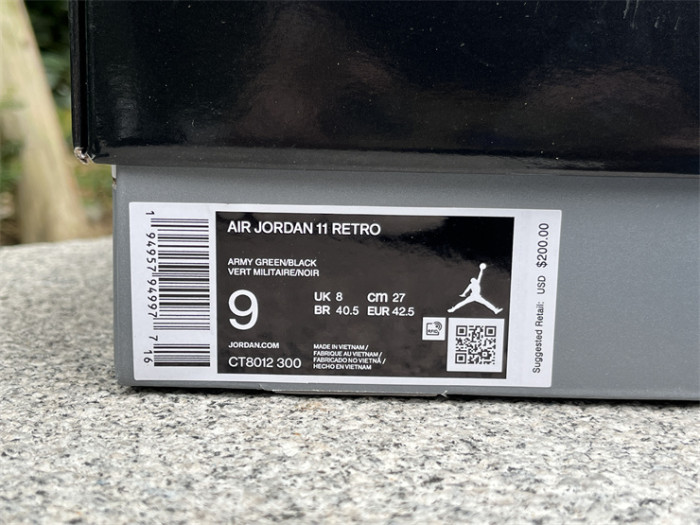 1 94957 94997 7 16
AIR JORDAN 11 RETRO
ARMY GREEN/BLACK
VERT MILITAIRE/NOIR
9
UK 8 cm 27
BR 40.5 EUR 42.5
JORDAN.COM
CT8012 300
MADE IN VIETNAM /
FABRIQUE AU VIETNAM /
FABRICADO NO VIETNÃ /
HECHO EN VIETNAM
Suggested Retail: USD $200.00